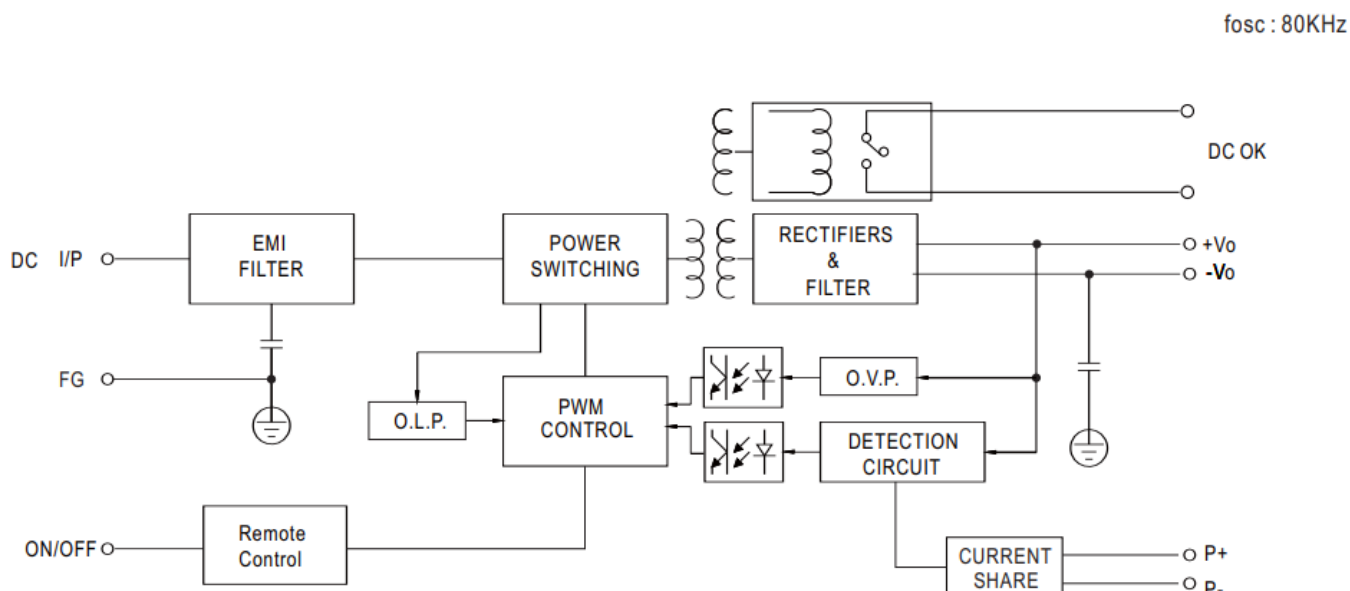 fosc : 80KHz
DC OK
EMI
FILTER
POWER
SWITCHING
RECTIFIERS
&
FILTER
+Vo
-Vo
DC I/P
FG
O.L.P.
PWM
CONTROL
O.V.P.
DETECTION
CIRCUIT
ON/OFF
Remote
Control
CURRENT
SHARE
P+
P-